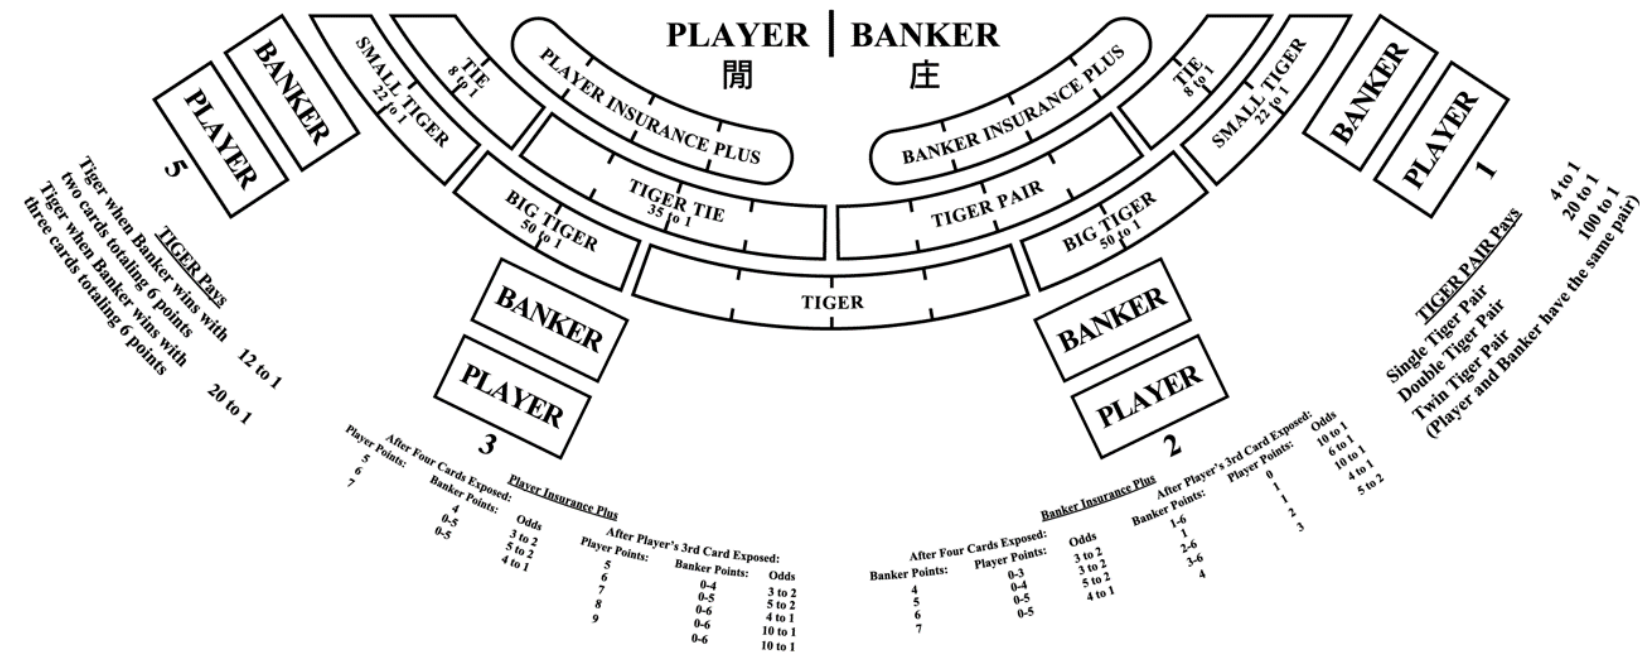 PLAYER | BANKER
閒 庄
BANKER
PLAYER
5
SMALL TIGER
22 to 1
TIE
8 to 1
PLAYER INSURANCE PLUS
BANKER INSURANCE PLUS
TIE
8 to 1
SMALL TIGER
22 to 1
BANKER
PLAYER
1
BIG TIGER
50 to 1
TIGER TIE
35 to 1
TIGER PAIR
BIG TIGER
50 to 1
TIGER
BANKER
PLAYER
3
BANKER
PLAYER
2
TIGER Pays
Tiger when Banker wins with
two cards totaling 6 points 12 to 1
Tiger when Banker wins with
three cards totaling 6 points 20 to 1
TIGER PAIR Pays
Single Tiger Pair 4 to 1
Double Tiger Pair 20 to 1
Twin Tiger Pair 100 to 1
(Player and Banker have the same pair)
Player Insurance Plus
After Four Cards Exposed:
Player Points: Banker Points: Odds
5 4 3 to 2
6 0-5 5 to 2
7 0-5 4 to 1
After Player's 3rd Card Exposed:
Player Points: Banker Points: Odds
5 0-4 3 to 2
6 0-5 5 to 2
7 0-6 4 to 1
8 0-6 10 to 1
9 0-6 10 to 1
Banker Insurance Plus
After Four Cards Exposed:
Banker Points: Player Points: Odds
4 0-3 3 to 2
5 0-4 3 to 2
6 0-5 5 to 2
7 0-5 4 to 1
After Player's 3rd Card Exposed:
Banker Points: Player Points: Odds
1-6 0 10 to 1
1 1 6 to 1
2-6 1 10 to 1
3-6 2 4 to 1
4 3 5 to 2